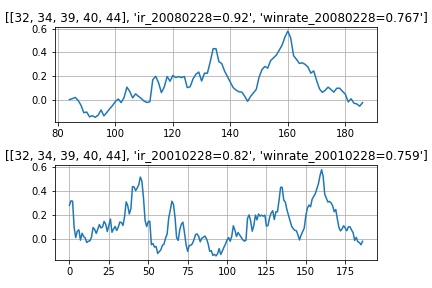 [[32, 34, 39, 40, 44], 'ir_20080228=0.92', 'winrate_20080228=0.767']
0.6
0.4
0.2
0.0
80 100 120 140 160 180
[[32, 34, 39, 40, 44], 'ir_20010228=0.82', 'winrate_20010228=0.759']
0.6
0.4
0.2
0.0
0 25 50 75 100 125 150 175